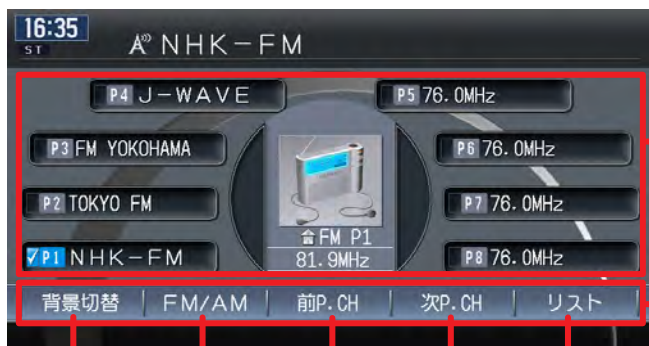 16:35
ST
NHK-FM
P4 J-WAVE
P5 76.0MHz
P3 FM YOKOHAMA
P6 76.0MHz
P2 TOKYO FM
P7 76.0MHz
FM P1
P1 NHK-FM
81.9MHz
P8 76.0MHz
背景切替 FM/AM 前P.CH 次P.CH リスト